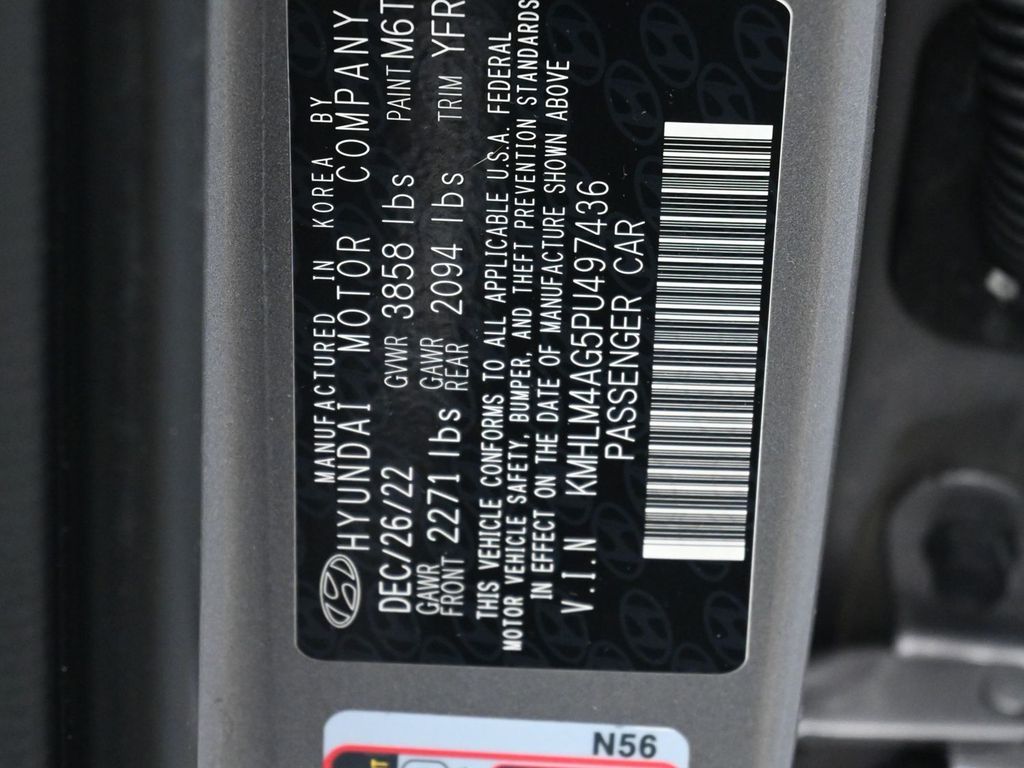 MANUFACTURED IN KOREA BY
HYUNDAI MOTOR COMPANY
DEC/26/22 GVWR 3858 lbs PAINT M6T
GAWR FRONT 2271 lbs GAWR REAR 2094 lbs TRIM YFR
THIS VEHICLE CONFORMS TO ALL APPLICABLE U.S.A. FEDERAL
MOTOR VEHICLE SAFETY, BUMPER, AND THEFT PREVENTION STANDARDS
IN EFFECT ON THE DATE OF MANUFACTURE SHOWN ABOVE
V.I.N KMHLM4AG5PU497436
PASSENGER CAR
N56